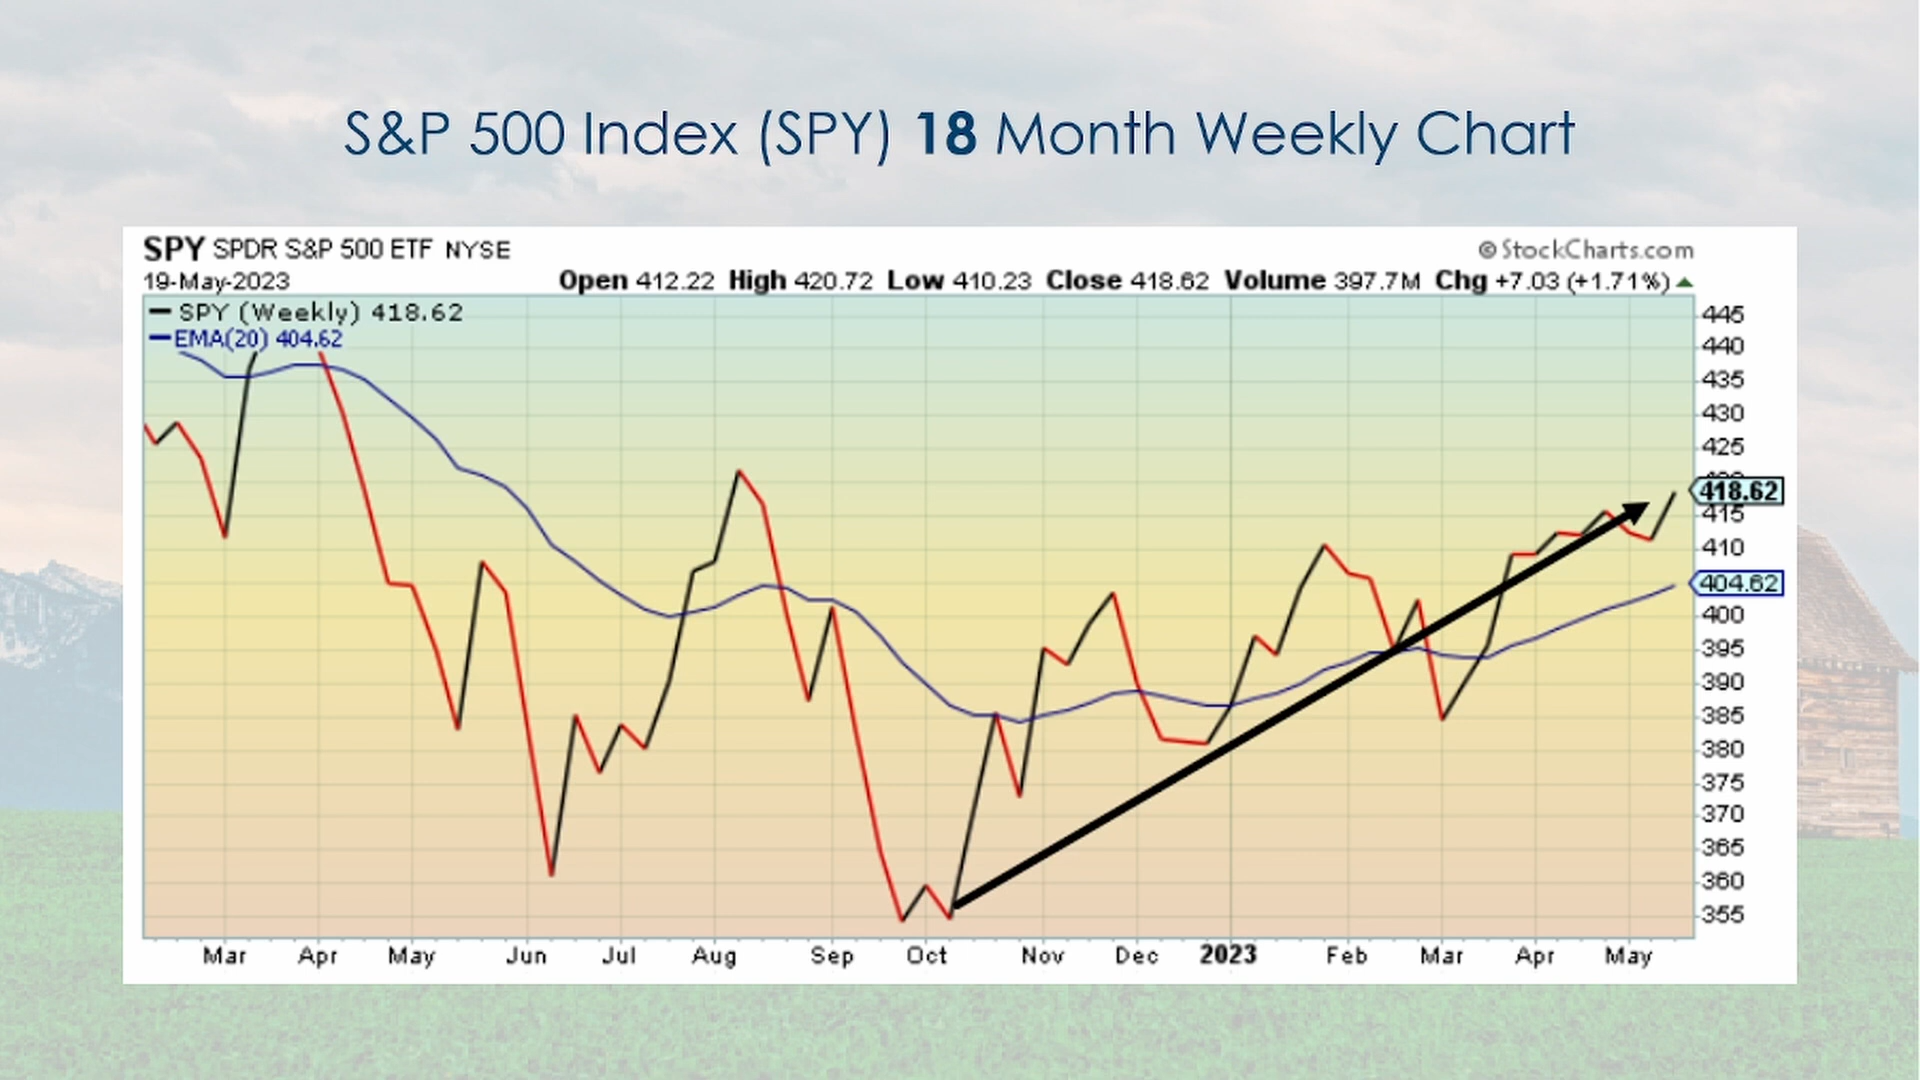 S&P 500 Index (SPY) 18 Month Weekly Chart
SPY SPDR S&P 500 ETF NYSE
© StockCharts.com
19-May-2023
Open 412.22 High 420.72 Low 410.23 Close 418.62 Volume 397.7M Chg +7.03 (+1.71%)
SPY (Weekly) 418.62
EMA(20) 404.62
445
440
435
430
425
418.62
415
410
404.62
400
395
390
385
380
375
370
365
360
355
Mar Apr May Jun Jul Aug Sep Oct Nov Dec 2023 Feb Mar Apr May